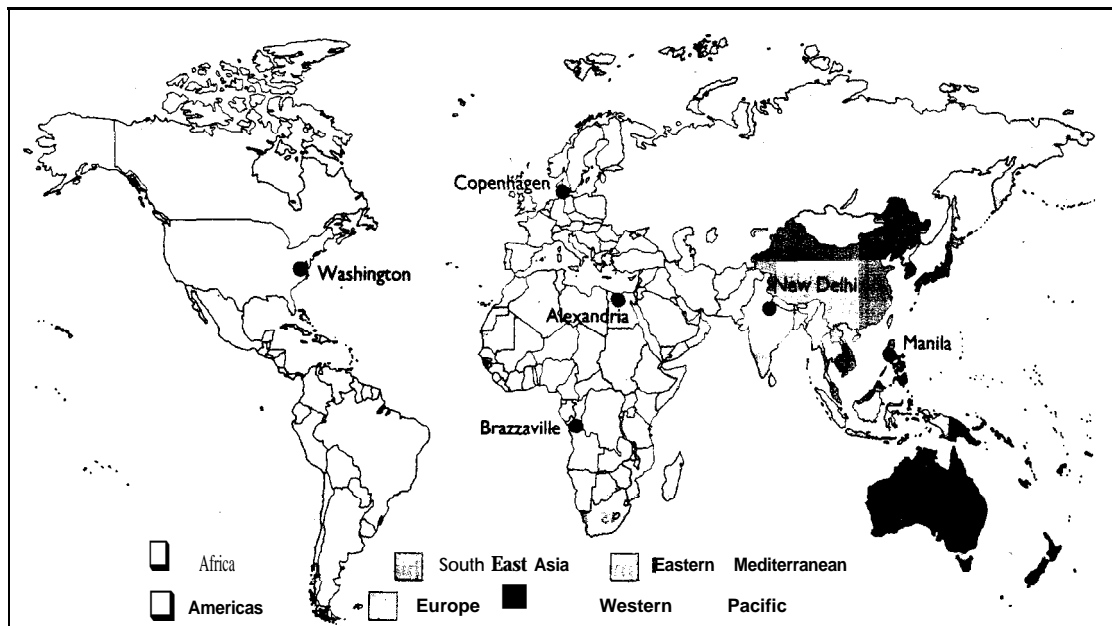 Copenhagen
Washington
New Delhi
Alexandria
Manila
Brazzaville
Africa South East Asia Eastern Mediterranean
Americas Europe Western Pacific